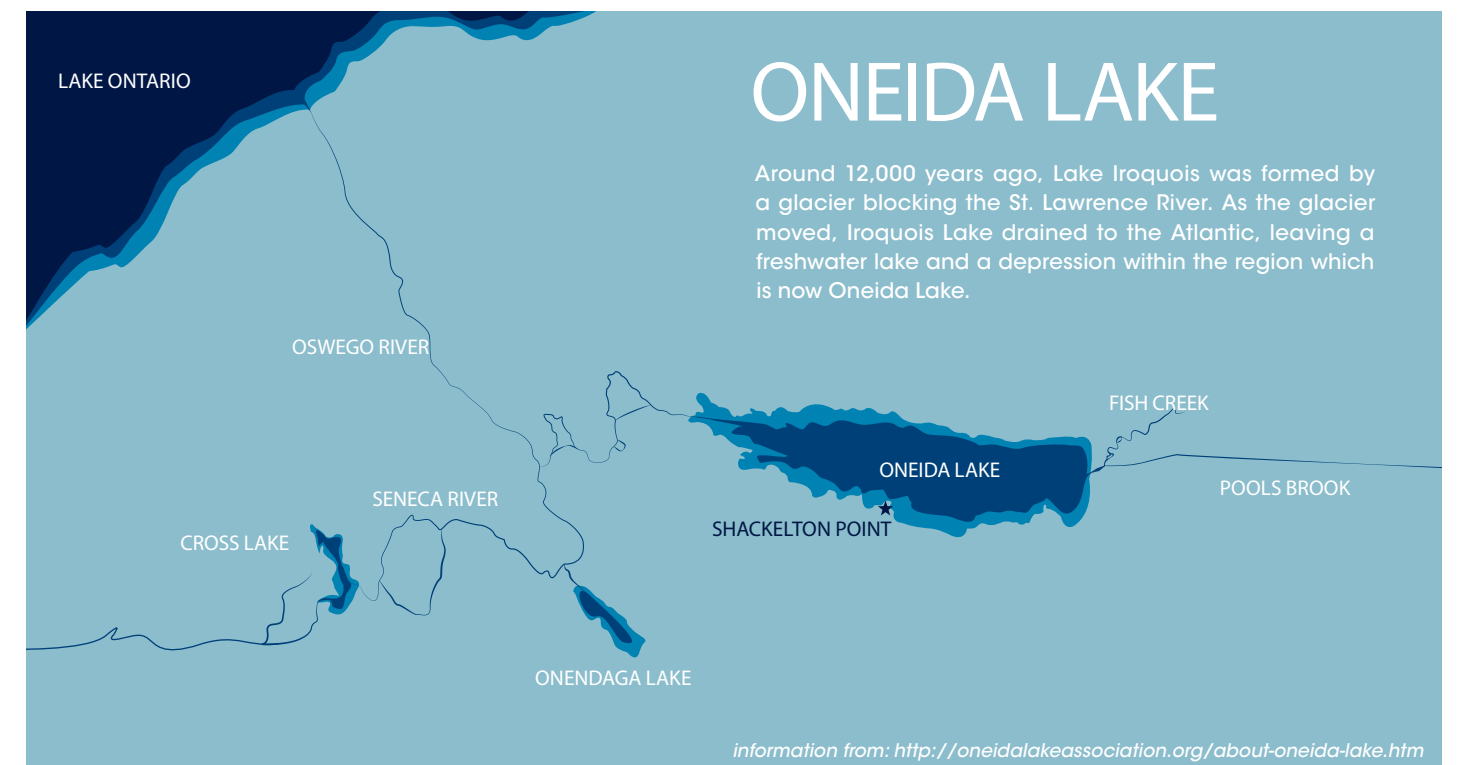 LAKE ONTARIO
ONEIDA LAKE
Around 12,000 years ago, Lake Iroquois was formed by
a glacier blocking the St. Lawrence River. As the glacier
moved, Iroquois Lake drained to the Atlantic, leaving a
freshwater lake and a depression within the region which
is now Oneida Lake.
OSWEGO RIVER
FISH CREEK
ONEIDA LAKE
POOLS BROOK
SENECA RIVER
SHACKELTON POINT
CROSS LAKE
ONENDAGA LAKE
information from: http://oneidalakeassociation.org/about-oneida-lake.htm